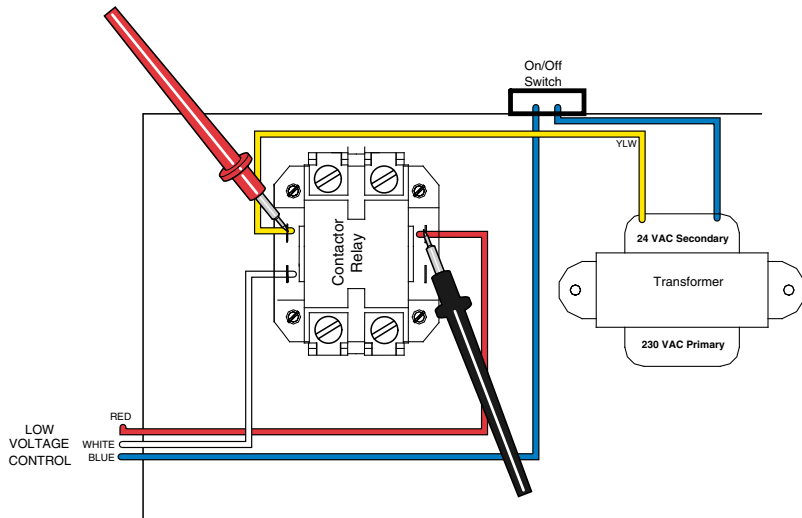 On/Off
Switch
YLW
24 VAC Secondary
Contactor
Relay
Transformer
230 VAC Primary
RED
LOW
VOLTAGE
CONTROL
WHITE
BLUE